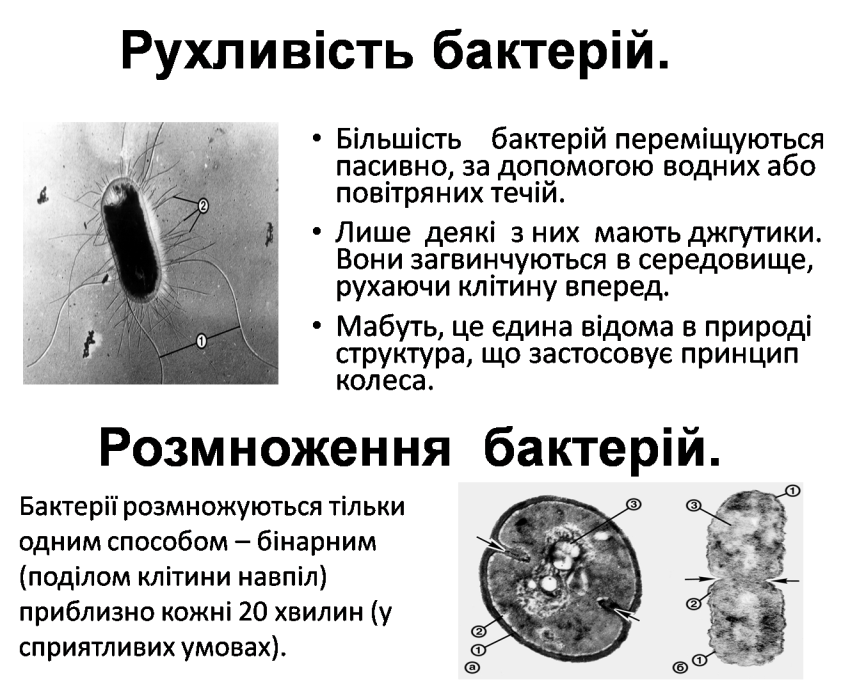 Рухливість бактерій.
• Більшість бактерій переміщуються
пасивно, за допомогою водних або
повітряних течій.
• Лише деякі з них мають джгутики.
Вони загвинчуються в середовище,
рухаючи клітину вперед.
• Мабуть, це єдина відома в природі
структура, що застосовує принцип
колеса.
2
1
Розмноження бактерій.
Бактерії розмножуються тільки
одним способом – бінарним
(поділом клітини навпіл)
приблизно кожні 20 хвилин (у
сприятливих умовах).
3
2
1
а
1
3
2
1
б